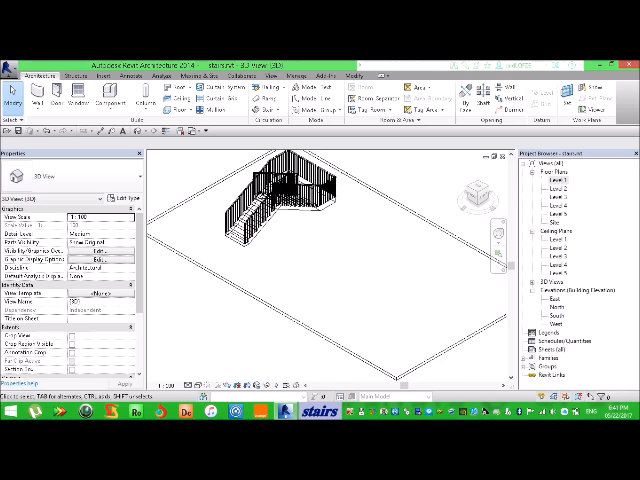 Autodesk Revit Architecture 2014 - stairs.rvt - 3D View: {3D}
Architecture Structure Insert Annotate Analyze Massing & Site Collaborate View Manage Add-Ins Modify
Modify Wall Door Window Component Column Roof Ceiling Floor Curtain System Curtain Grid Mullion Railing Ramp Stair Model Text Model Line Model Group Room Room Separator Tag Room Area Area Boundary Tag Area By Face Shaft Wall Vertical Dormer Set Show Ref Plane Viewer
Select Build Circulation Model Room & Area Opening Datum Work Plane
Properties
3D View
3D View: {3D} Edit Type
Graphics
View Scale 1 : 100
Scale Value 1: 100
Detail Level Medium
Parts Visibility Show Original
Visibility/Graphics Ove... Edit...
Graphic Display Options Edit...
Discipline Architectural
Default Analysis Displa... None
Identity Data
View Template <None>
View Name {3D}
Dependency Independent
Title on Sheet
Extents
Crop View
Crop Region Visible
Annotation Crop
Far Clip Active
Section Box
Properties help Apply
1 : 100
Project Browser - stairs.rvt
Views (all)
Floor Plans
Level 1
Level 2
Level 3
Level 4
Level 5
Site
Ceiling Plans
Level 1
Level 2
Level 3
Level 4
Level 5
3D Views
Elevations (Building Elevation)
East
North
South
West
Legends
Schedules/Quantities
Sheets (all)
Families
Groups
Revit Links
Click to select, TAB for alternates, CTRL adds, SHIFT unselects. :0 Main Model :0
stairs ENG 6:41 PM
05/22/2017